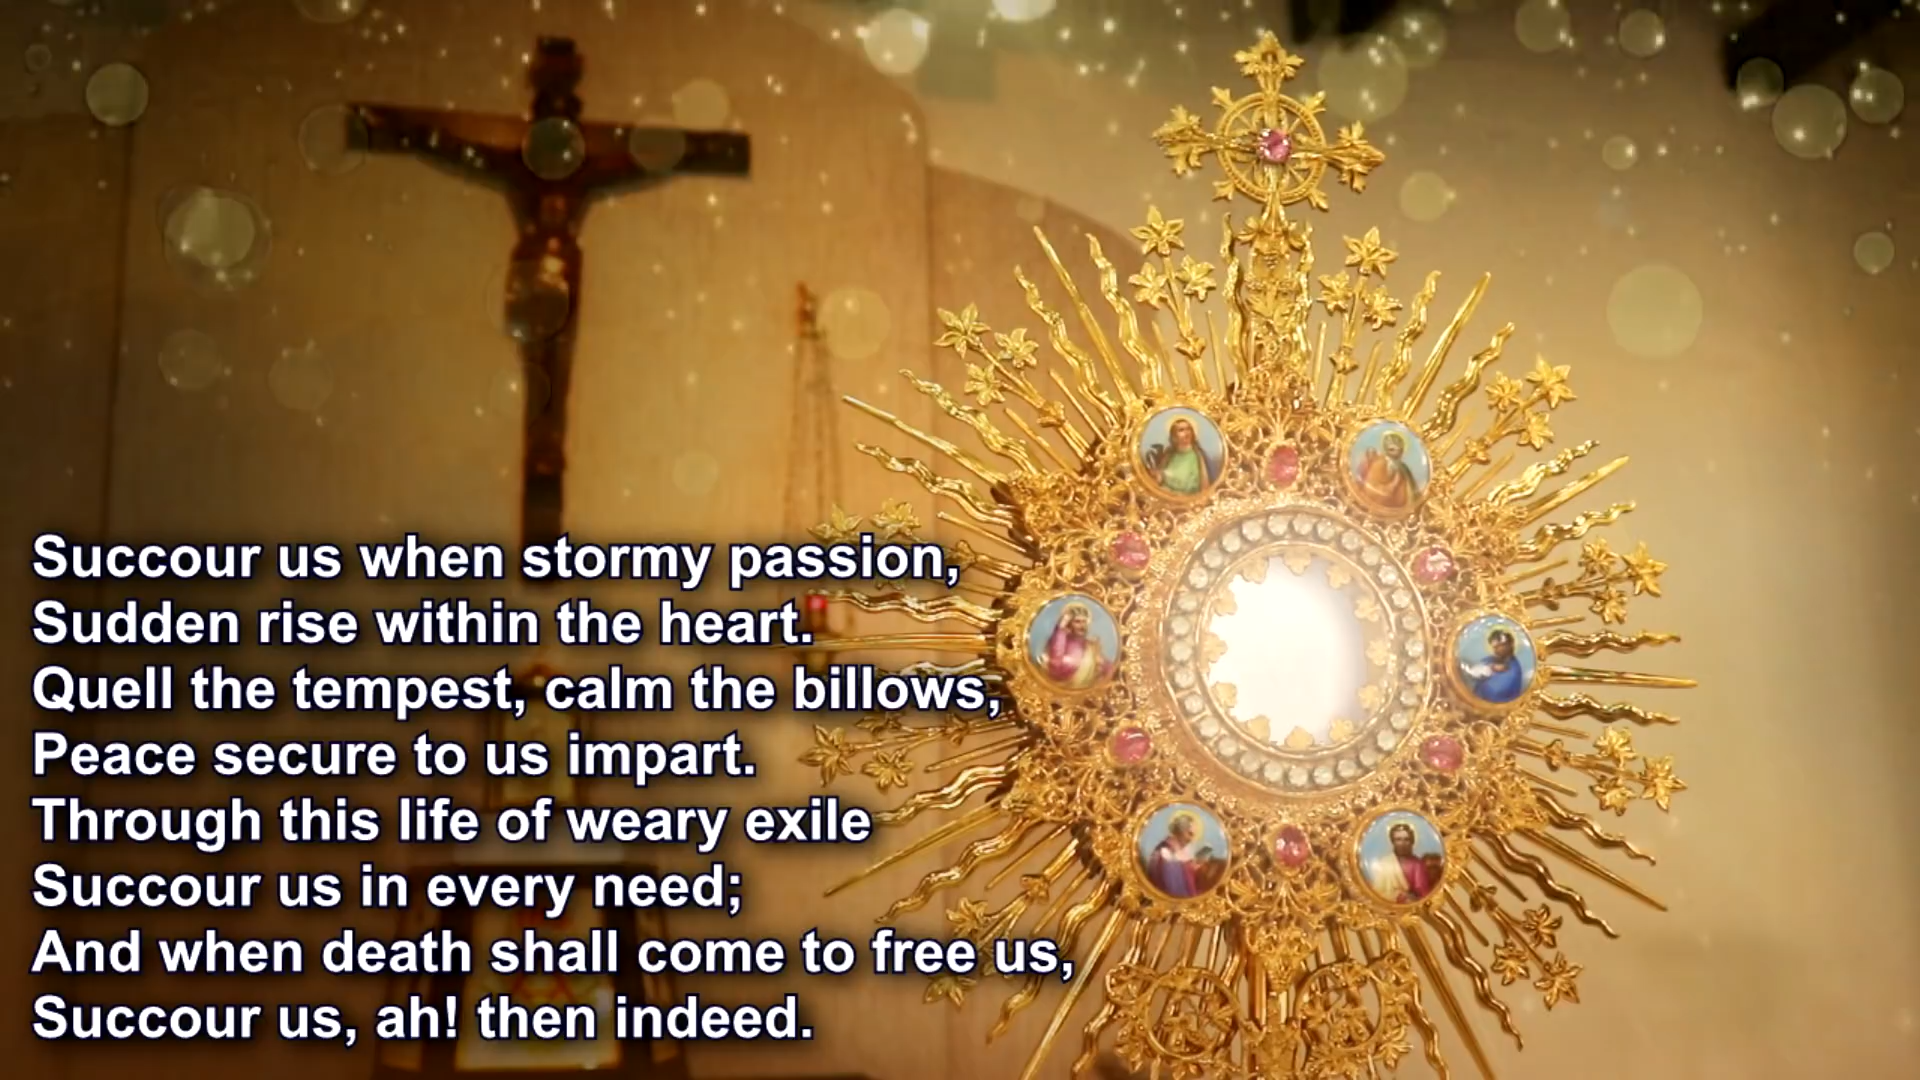 Succour us when stormy passion,
Sudden rise within the heart.
Quell the tempest, calm the billows,
Peace secure to us impart.
Through this life of weary exile
Succour us in every need;
And when death shall come to free us,
Succour us, ah! then indeed.